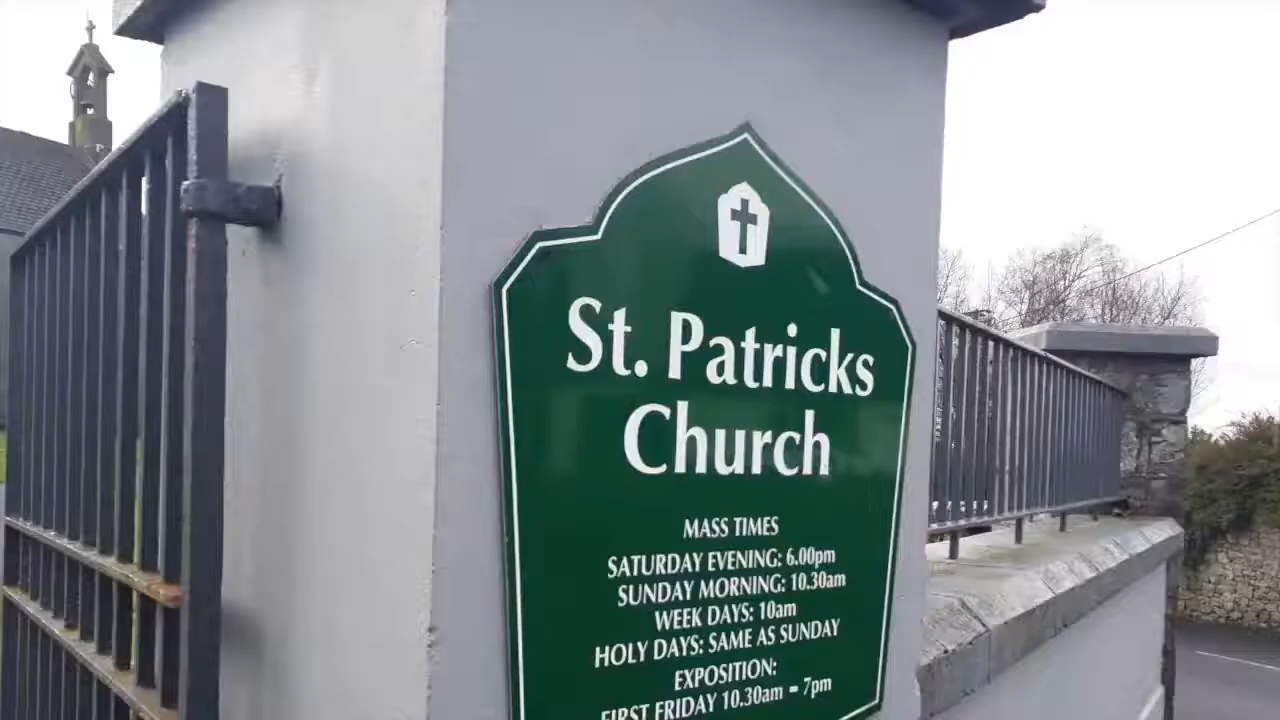 St. Patricks
Church
MASS TIMES
SATURDAY EVENING: 6.00pm
SUNDAY MORNING: 10.30am
WEEK DAYS: 10am
HOLY DAYS: SAME AS SUNDAY
EXPOSITION:
FIRST FRIDAY 10.30am - 7pm